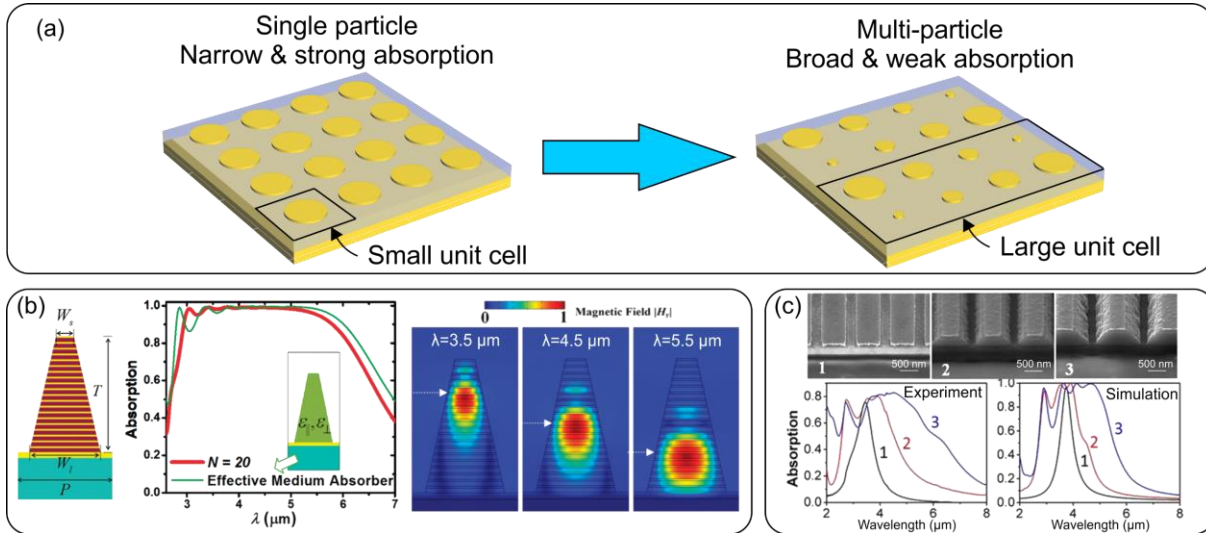 (a)
Single particle
Narrow & strong absorption
Multi-particle
Broad & weak absorption
Small unit cell
Large unit cell
(b)
Wₛ
T
Wₗ
P
Absorption
1.0
0.8
0.6
0.4
0.2
0.0
3 4 5 6 7
λ (μm)
ε∥, ε⊥
N = 20
Effective Medium Absorber
0 1 Magnetic Field |Hᵧ|
λ=3.5 μm
λ=4.5 μm
λ=5.5 μm
(c)
1
500 nm
2
500 nm
3
500 nm
Experiment
Absorption
1.0
0.8
0.6
0.4
0.2
0.0
1
2
3
2 4 6 8
Wavelength (μm)
Simulation
1.0
0.8
0.6
0.4
0.2
0.0
1
2
3
2 4 6 8
Wavelength (μm)